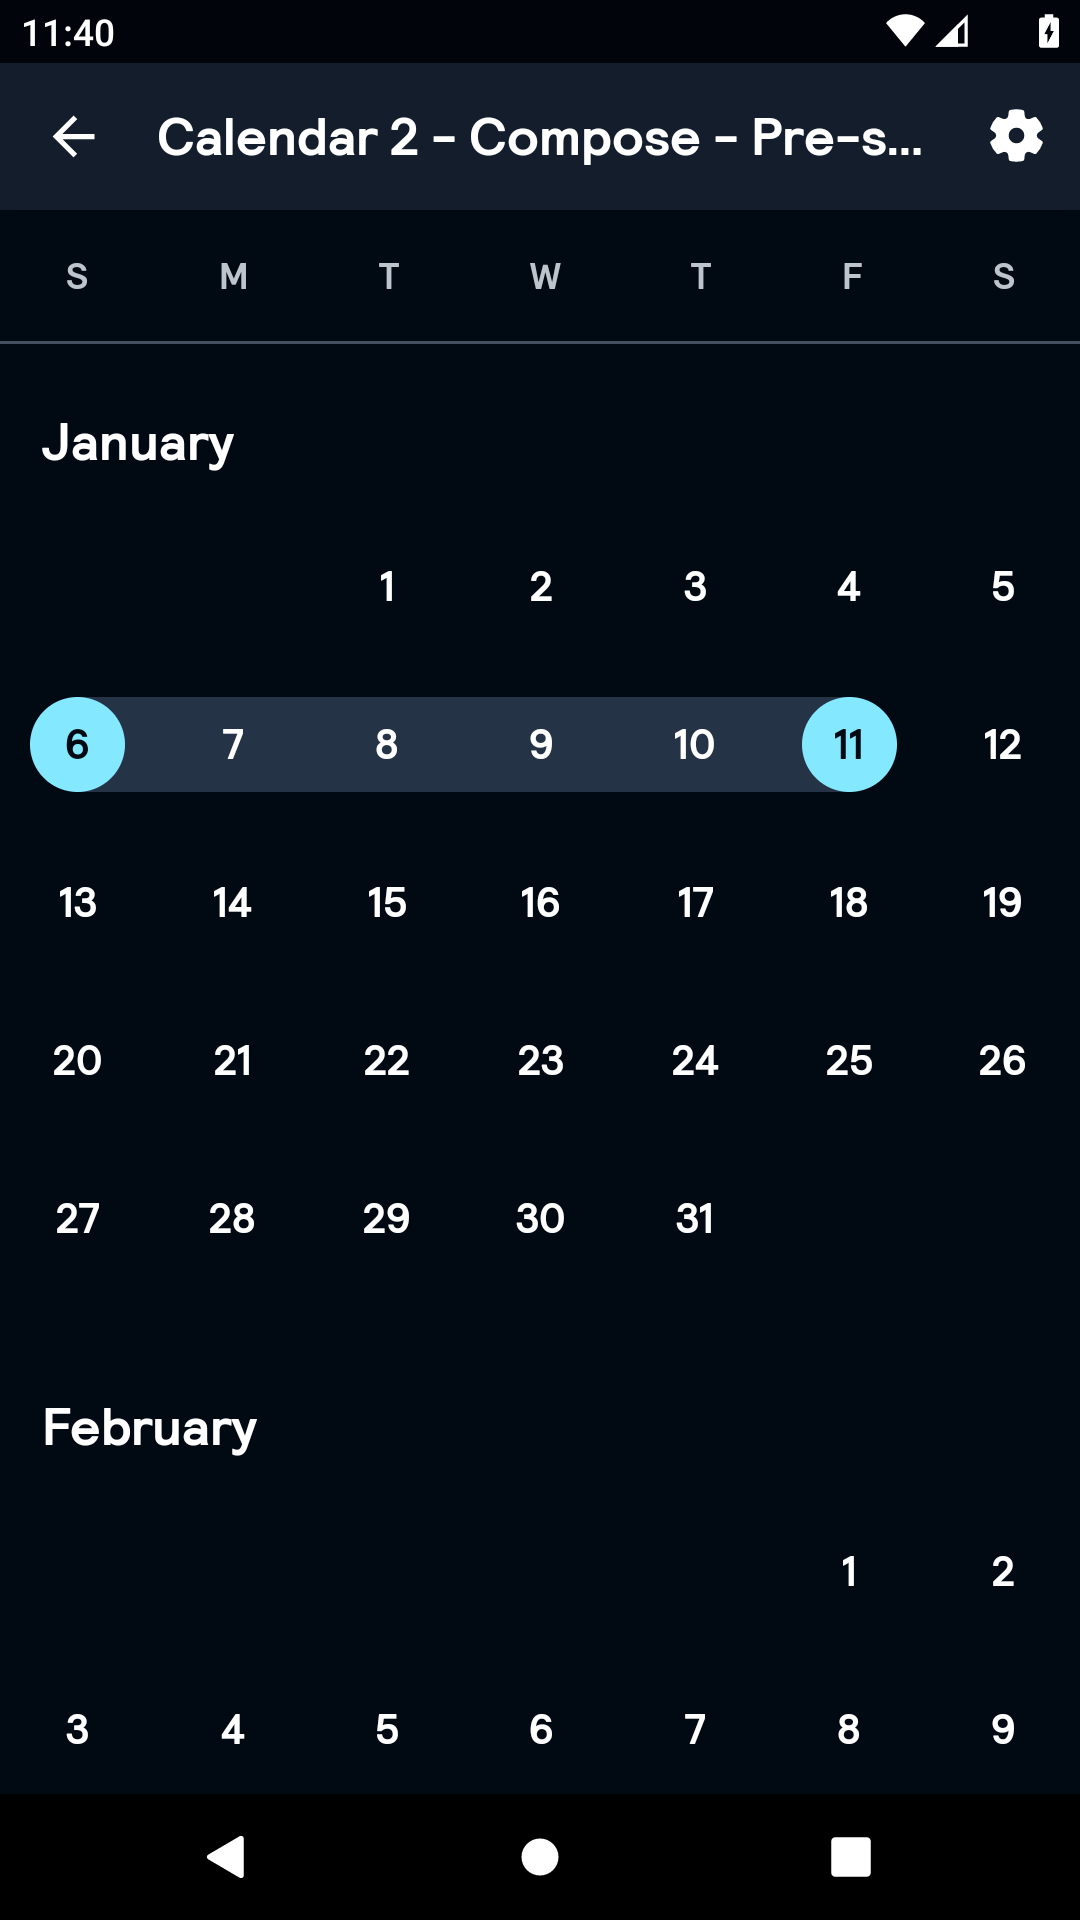 11:40
Calendar 2 - Compose - Pre-s...
S M T W T F S
January
1 2 3 4 5
6 7 8 9 10 11 12
13 14 15 16 17 18 19
20 21 22 23 24 25 26
27 28 29 30 31
February
1 2
3 4 5 6 7 8 9